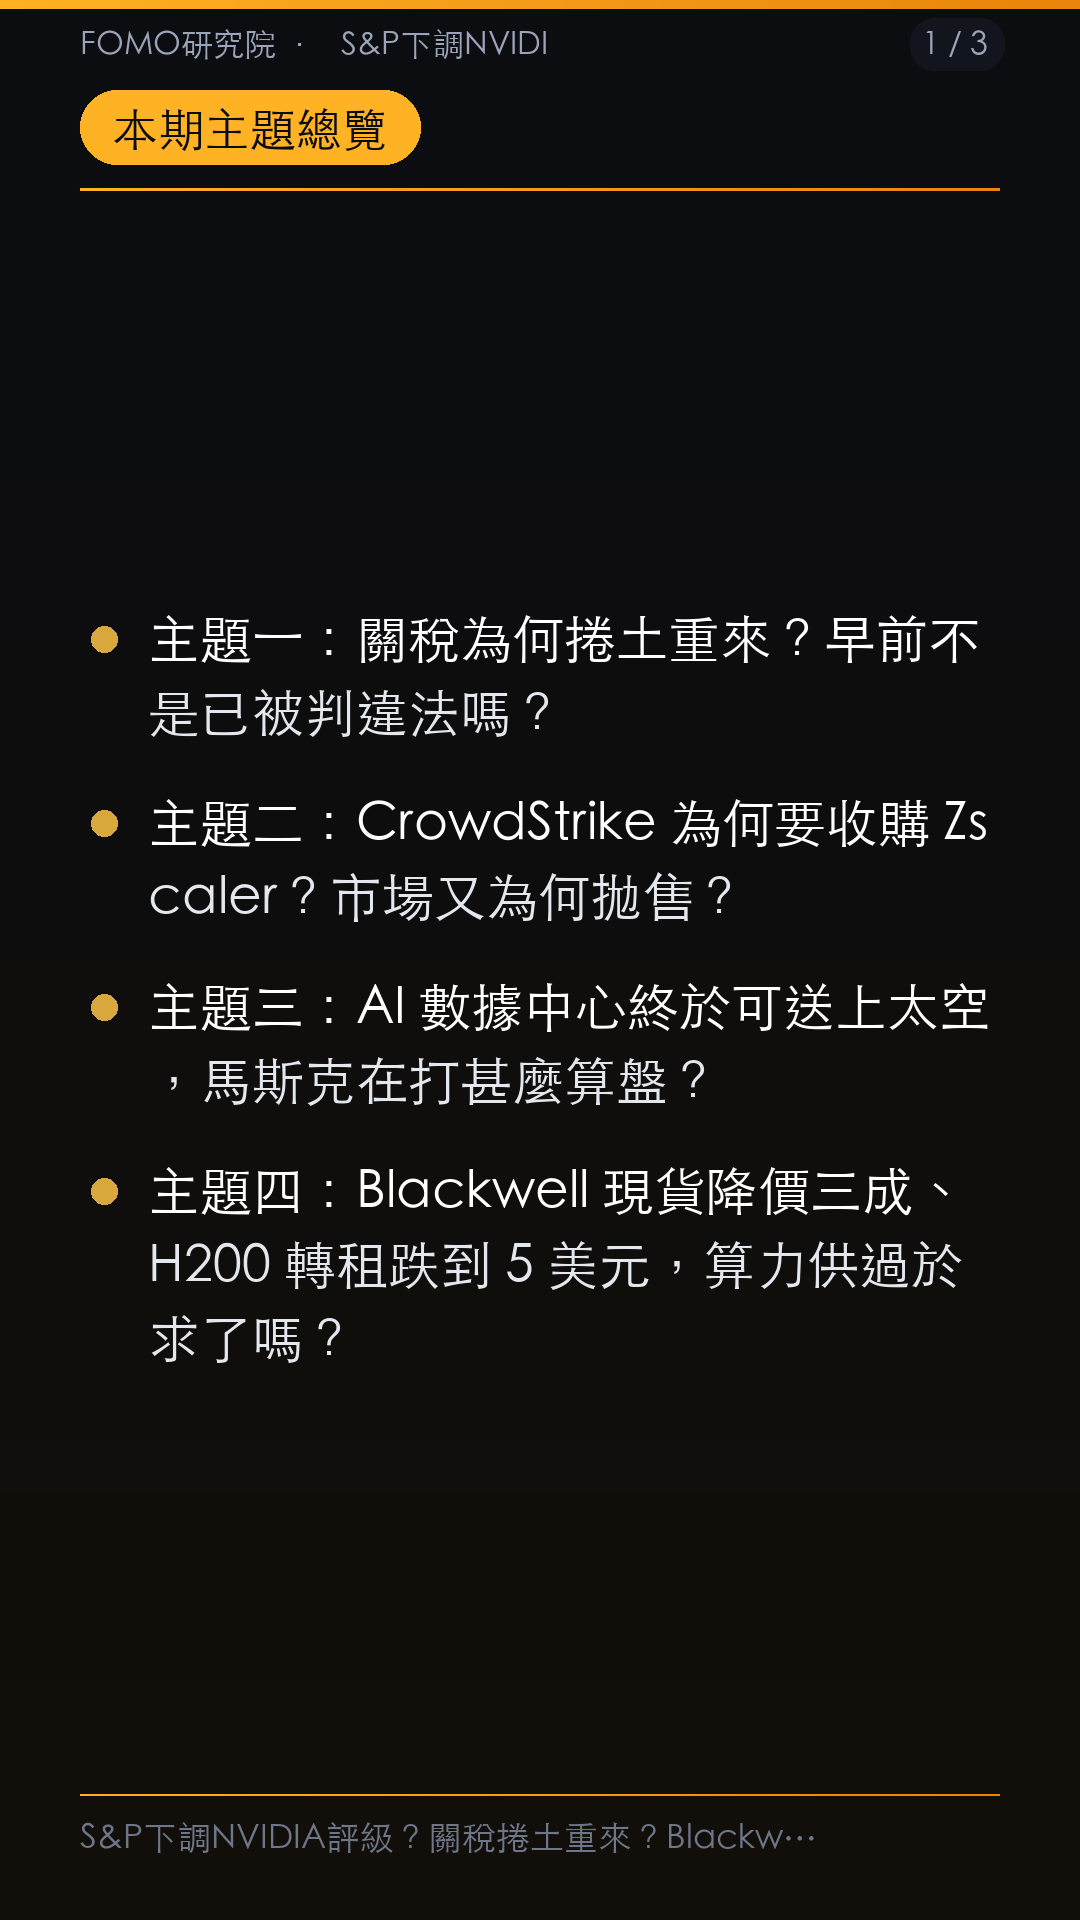 FOMO研究院 · S&P下調NVIDI
1 / 3
本期主題總覽
主題一：關稅為何捲土重來？早前不
是已被判違法嗎？
主題二：CrowdStrike 為何要收購 Zs
caler？市場又為何拋售？
主題三：AI 數據中心終於可送上太空
，馬斯克在打甚麼算盤？
主題四：Blackwell 現貨降價三成、
H200 轉租跌到 5 美元，算力供過於
求了嗎？
S&P下調NVIDIA評級？關稅捲土重來？Blackw…